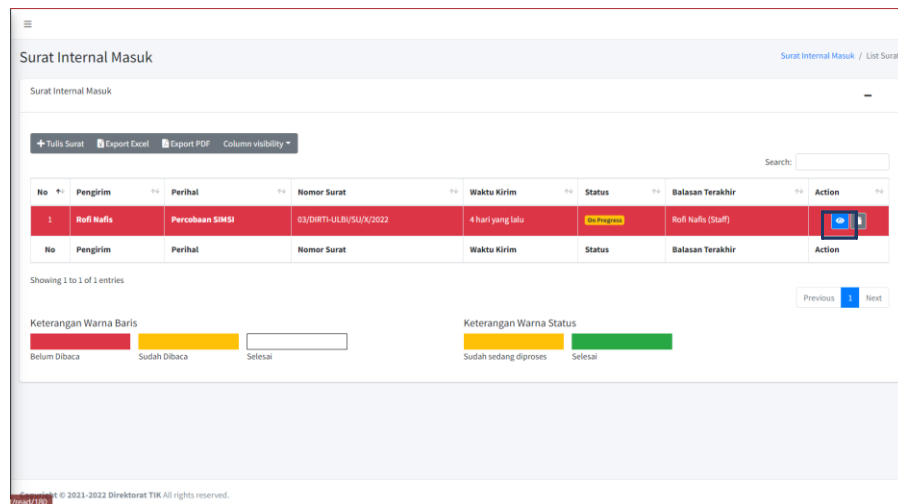 Surat Internal Masuk
Surat Internal Masuk / List Surat
Surat Internal Masuk
Tulis Surat Export Excel Export PDF Column visibility
Search:
No Pengirim Perihal Nomor Surat Waktu Kirim Status Balasan Terakhir Action
1 Rofi Nafis Percobaan SIMSI 03/DIRTI-ULBI/SU/X/2022 4 hari yang lalu On Progress Rofi Nafis (Staff)
No Pengirim Perihal Nomor Surat Waktu Kirim Status Balasan Terakhir Action
Showing 1 to 1 of 1 entries
Previous 1 Next
Keterangan Warna Baris Keterangan Warna Status
Belum Dibaca Sudah Dibaca Selesai Sudah sedang diproses Selesai
© 2021-2022 Direktorat TIK All rights reserved.
/read/180